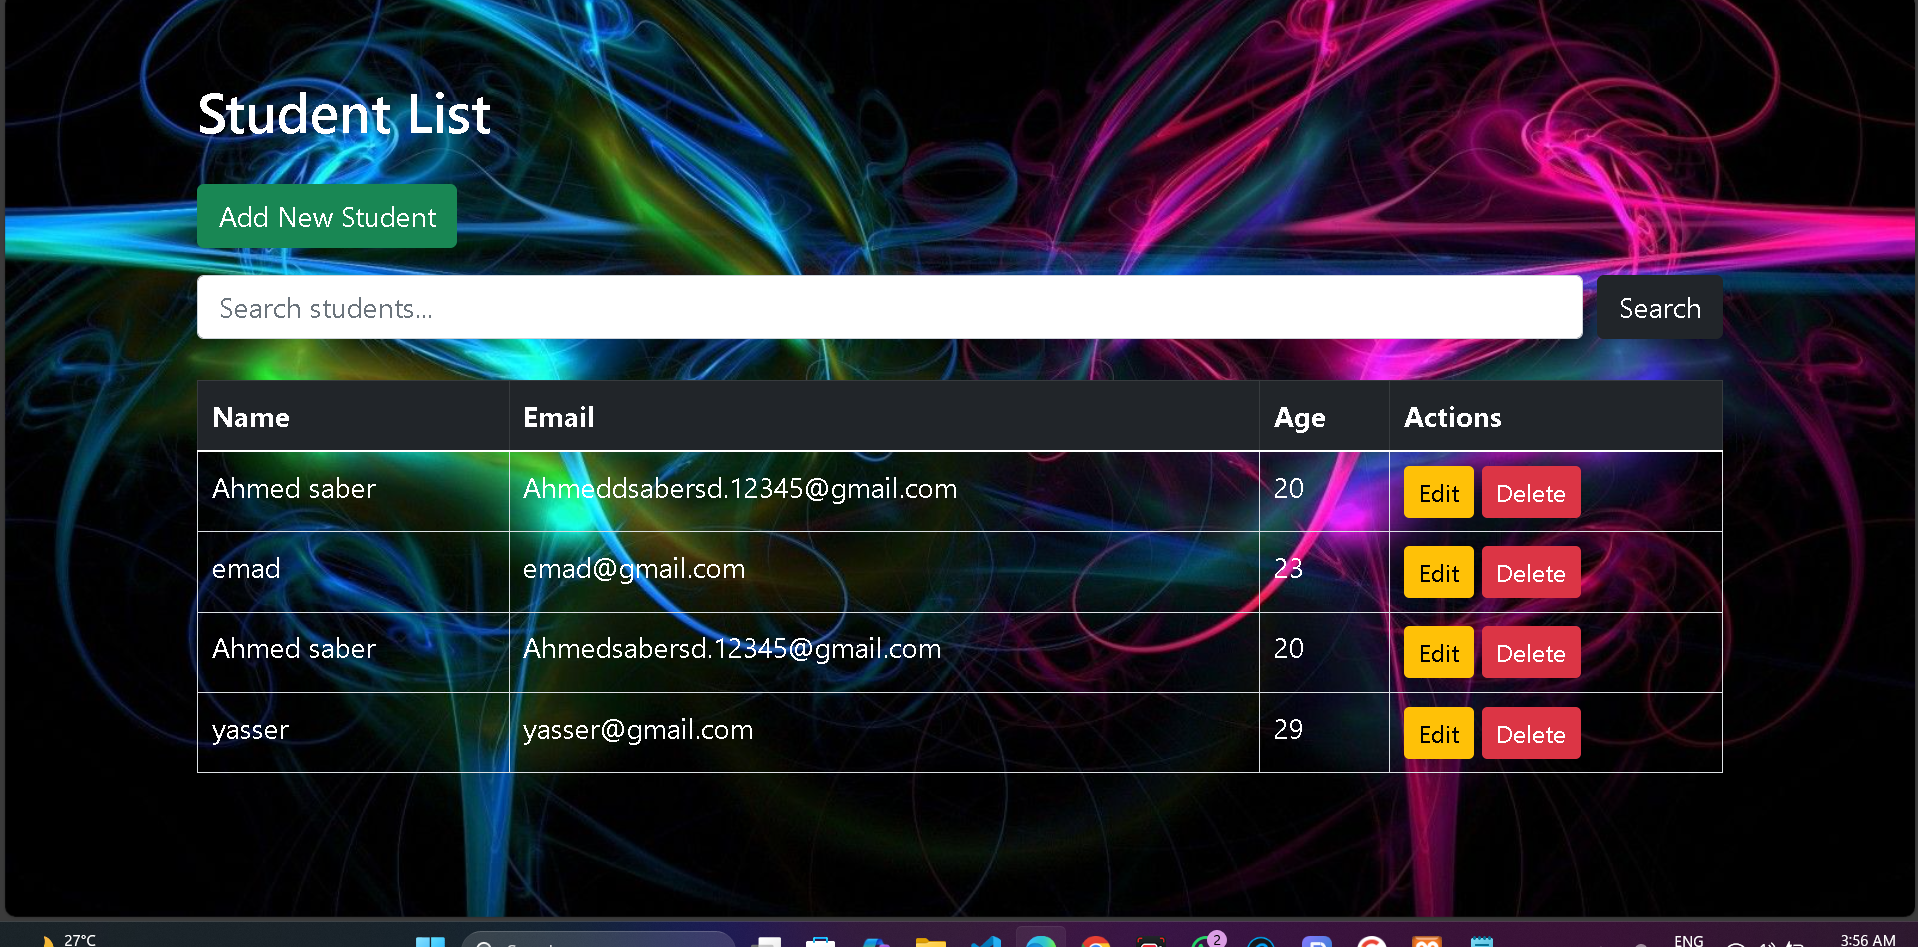 Student List
Add New Student
Search students...
Search
Name Email Age Actions
Ahmed saber Ahmeddsabersd.12345@gmail.com 20 Edit Delete
emad emad@gmail.com 23 Edit Delete
Ahmed saber Ahmedsabersd.12345@gmail.com 20 Edit Delete
yasser yasser@gmail.com 29 Edit Delete
27°C
2
ENG
3:56 AM